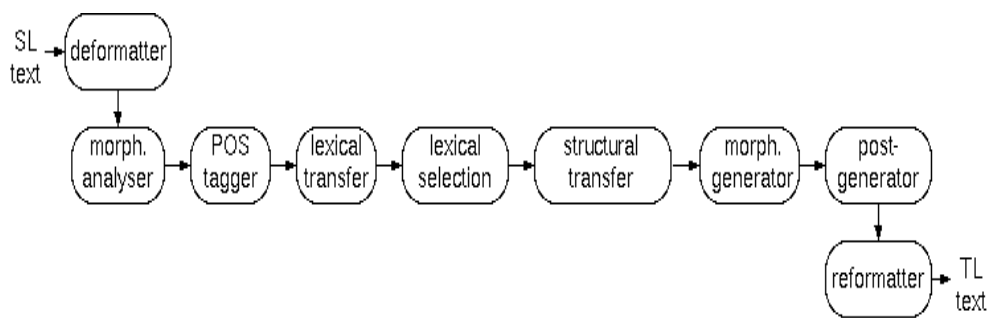 SL
text
deformatter
morph.
analyser
POS
tagger
lexical
transfer
lexical
selection
structural
transfer
morph.
generator
post-
generator
reformatter
TL
text